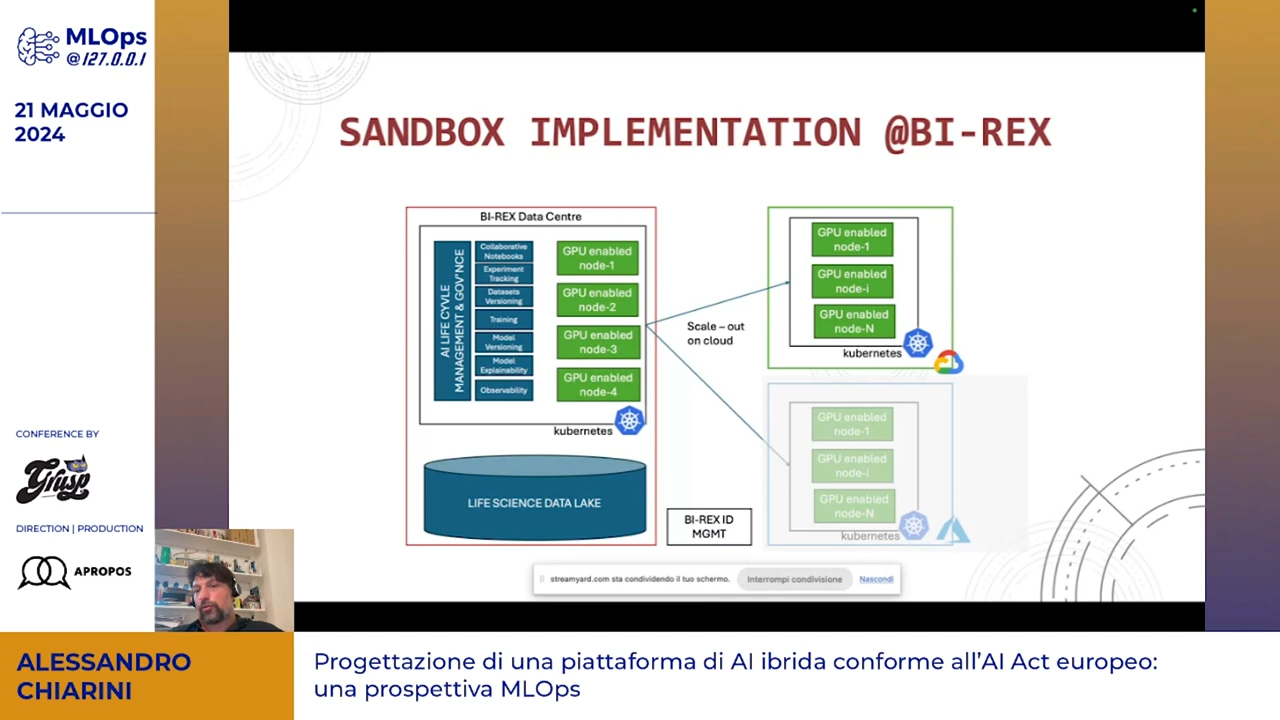 MLOps
@127.0.0.1
21 MAGGIO
2024
CONFERENCE BY
Grusp
DIRECTION | PRODUCTION
APROPOS
SANDBOX IMPLEMENTATION @BI-REX
BI-REX Data Centre
AI LIFE CYVLE
MANAGEMENT & GOV'NCE
Collaborative
Notebooks
Experiment
Tracking
Datasets
Versioning
Training
Model
Versioning
Model
Explainability
Observability
GPU enabled
node-1
GPU enabled
node-2
GPU enabled
node-3
GPU enabled
node-4
kubernetes
LIFE SCIENCE DATA LAKE
Scale – out
on cloud
BI-REX ID
MGMT
GPU enabled
node-1
GPU enabled
node-i
GPU enabled
node-N
kubernetes
GPU enabled
node-1
GPU enabled
node-i
GPU enabled
node-N
kubernetes
streamyard.com sta condividendo il tuo schermo.
Interrompi condivisione
Nascondi
ALESSANDRO
CHIARINI
Progettazione di una piattaforma di AI ibrida conforme all'AI Act europeo:
una prospettiva MLOps